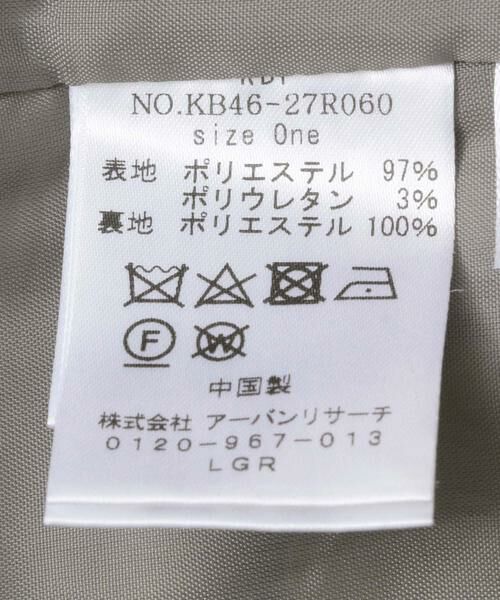 NO.KB46-27R060
size One
表地 ポリエステル 97%
ポリウレタン 3%
裏地 ポリエステル 100%
F
W
中国製
株式会社 アーバンリサーチ
0120-967-013
LGR